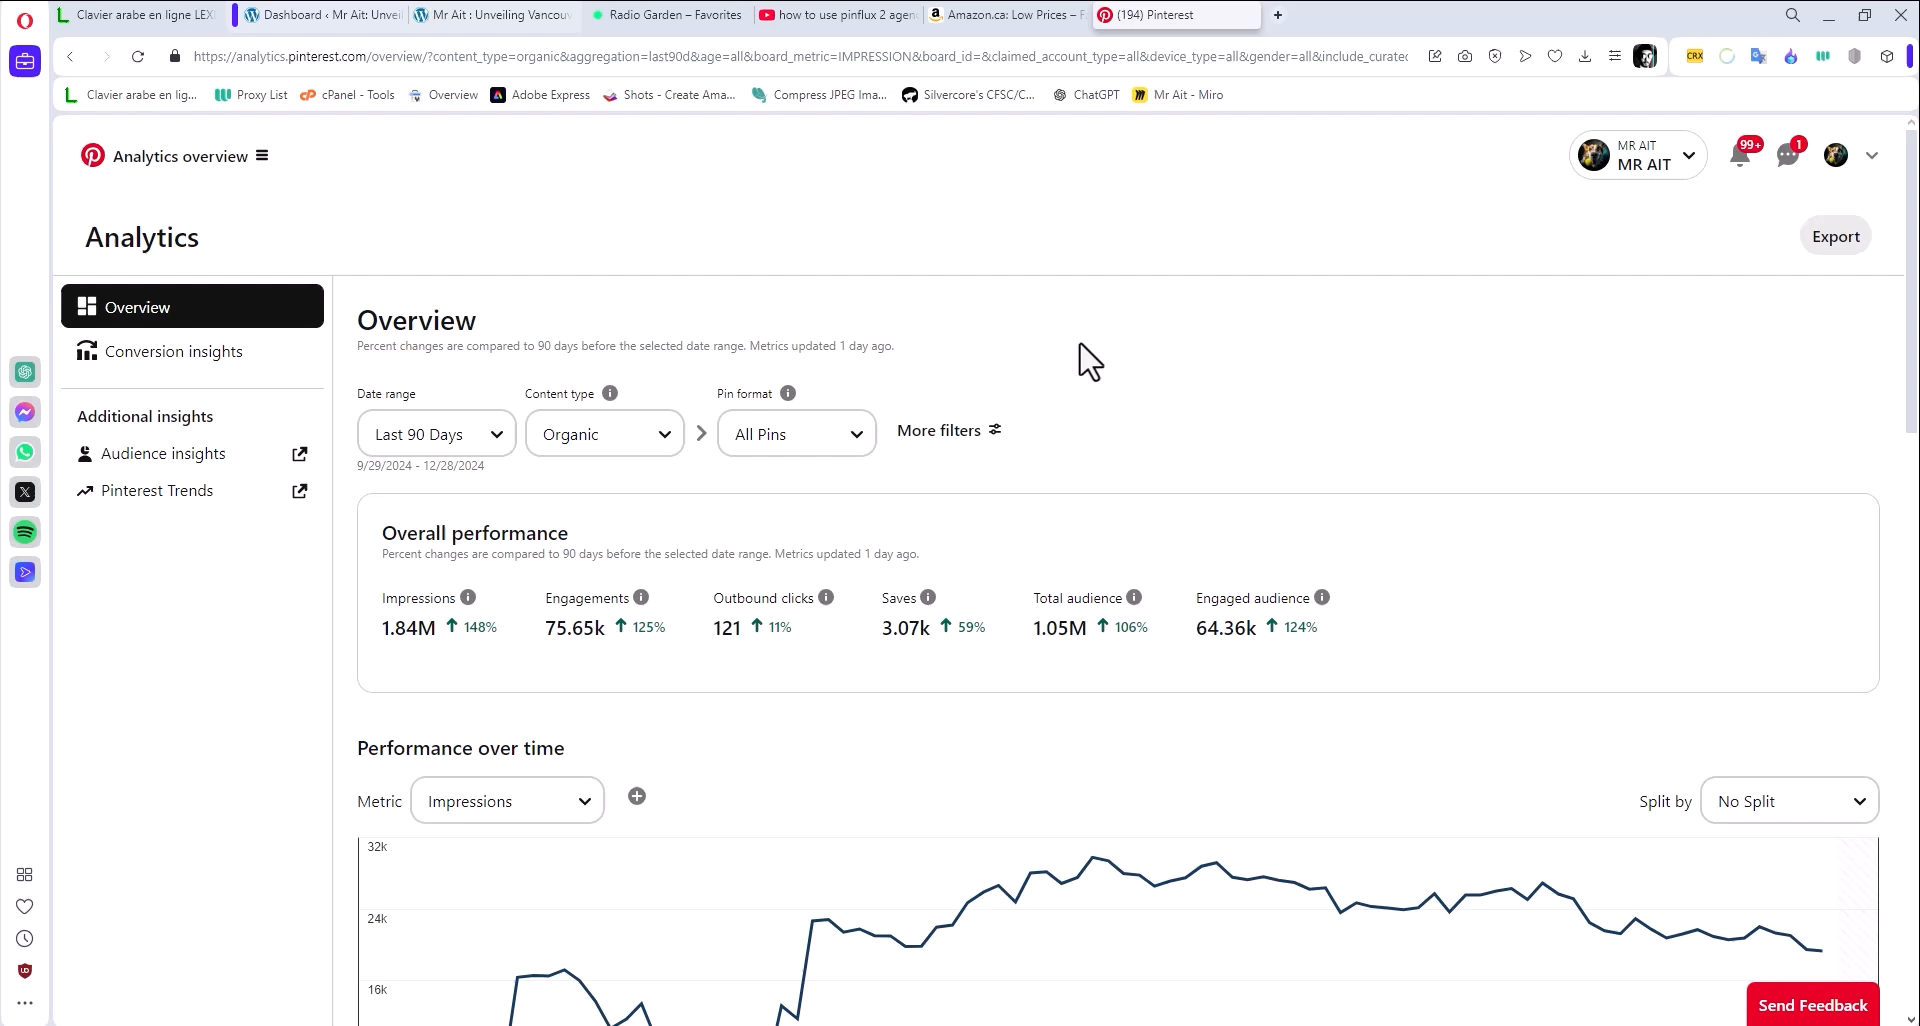 Clavier arabe en ligne LEXI
Dashboard ‹ Mr Ait: Unveil
Mr Ait : Unveiling Vancouv
Radio Garden – Favorites
how to use pinflux 2 agen
Amazon.ca: Low Prices – F
(194) Pinterest
https://analytics.pinterest.com/overview/?content_type=organic&aggregation=last90d&age=all&board_metric=IMPRESSION&board_id=&claimed_account_type=all&device_type=all&gender=all&include_curated
CRX
Clavier arabe en lig...
Proxy List
cPanel - Tools
Overview
Adobe Express
Shots - Create Ama...
Compress JPEG Ima...
Silvercore's CFSC/C...
ChatGPT
Mr Ait - Miro
Analytics overview
MR AIT
MR AIT
99+
1
Analytics
Export
Overview
Conversion insights
Additional insights
Audience insights
Pinterest Trends
Overview
Percent changes are compared to 90 days before the selected date range. Metrics updated 1 day ago.
Date range
Content type
Pin format
Last 90 Days
Organic
All Pins
More filters
9/29/2024 - 12/28/2024
Overall performance
Percent changes are compared to 90 days before the selected date range. Metrics updated 1 day ago.
Impressions
Engagements
Outbound clicks
Saves
Total audience
Engaged audience
1.84M 148%
75.65k 125%
121 11%
3.07k 59%
1.05M 106%
64.36k 124%
Performance over time
Metric
Impressions
Split by
No Split
32k
24k
16k
Send Feedback